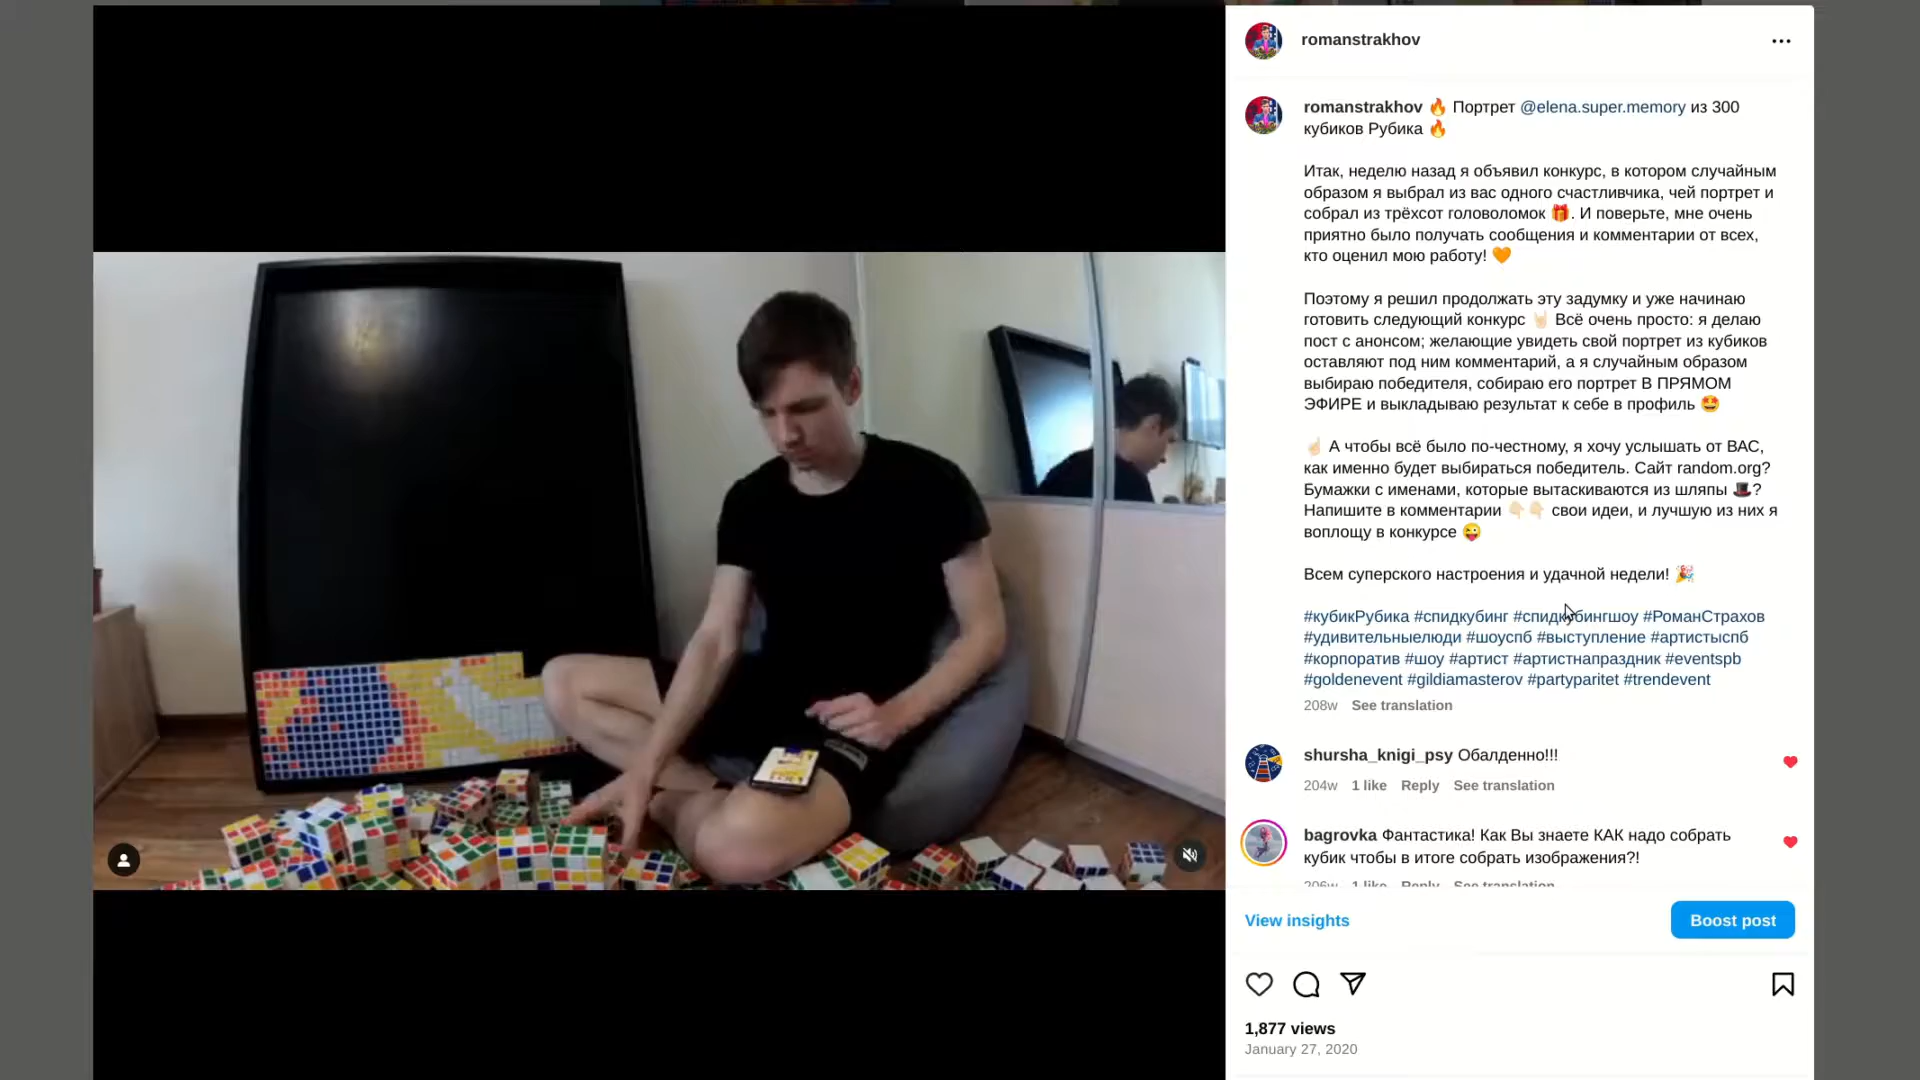 romanstrakhov
romanstrakhov 🔥 Портрет @elena.super.memory из 300
кубиков Рубика 🔥
Итак, неделю назад я объявил конкурс, в котором случайным
образом я выбрал из вас одного счастливчика, чей портрет и
собрал из трёхсот головоломок 🎁. И поверьте, мне очень
приятно было получать сообщения и комментарии от всех,
кто оценил мою работу! 🧡
Поэтому я решил продолжать эту задумку и уже начинаю
готовить следующий конкурс 🤘🏻 Всё очень просто: я делаю
пост с анонсом; желающие увидеть свой портрет из кубиков
оставляют под ним комментарий, а я случайным образом
выбираю победителя, собираю его портрет В ПРЯМОМ
ЭФИРЕ и выкладываю результат к себе в профиль 🤩
☝🏻 А чтобы всё было по-честному, я хочу услышать от ВАС,
как именно будет выбираться победитель. Сайт random.org?
Бумажки с именами, которые вытаскиваются из шляпы 🎩?
Напишите в комментарии 👇🏻👇🏻 свои идеи, и лучшую из них я
воплощу в конкурсе 😜
Всем суперского настроения и удачной недели! 🎉
#кубикРубика #спидкубинг #спидкубингшоу #РоманСтрахов
#удивительныелюди #шоуспб #выступление #артистыспб
#корпоратив #шоу #артист #артистнапраздник #eventspb
#goldenevent #gildiamasterov #partyparitet #trendevent
208w See translation
shursha_knigi_psy Обалденно!!!
204w 1 like Reply See translation
bagrovka Фантастика! Как Вы знаете КАК надо собрать
кубик чтобы в итоге собрать изображения?!
206w 1 like Reply See translation
View insights
Boost post
1,877 views
January 27, 2020